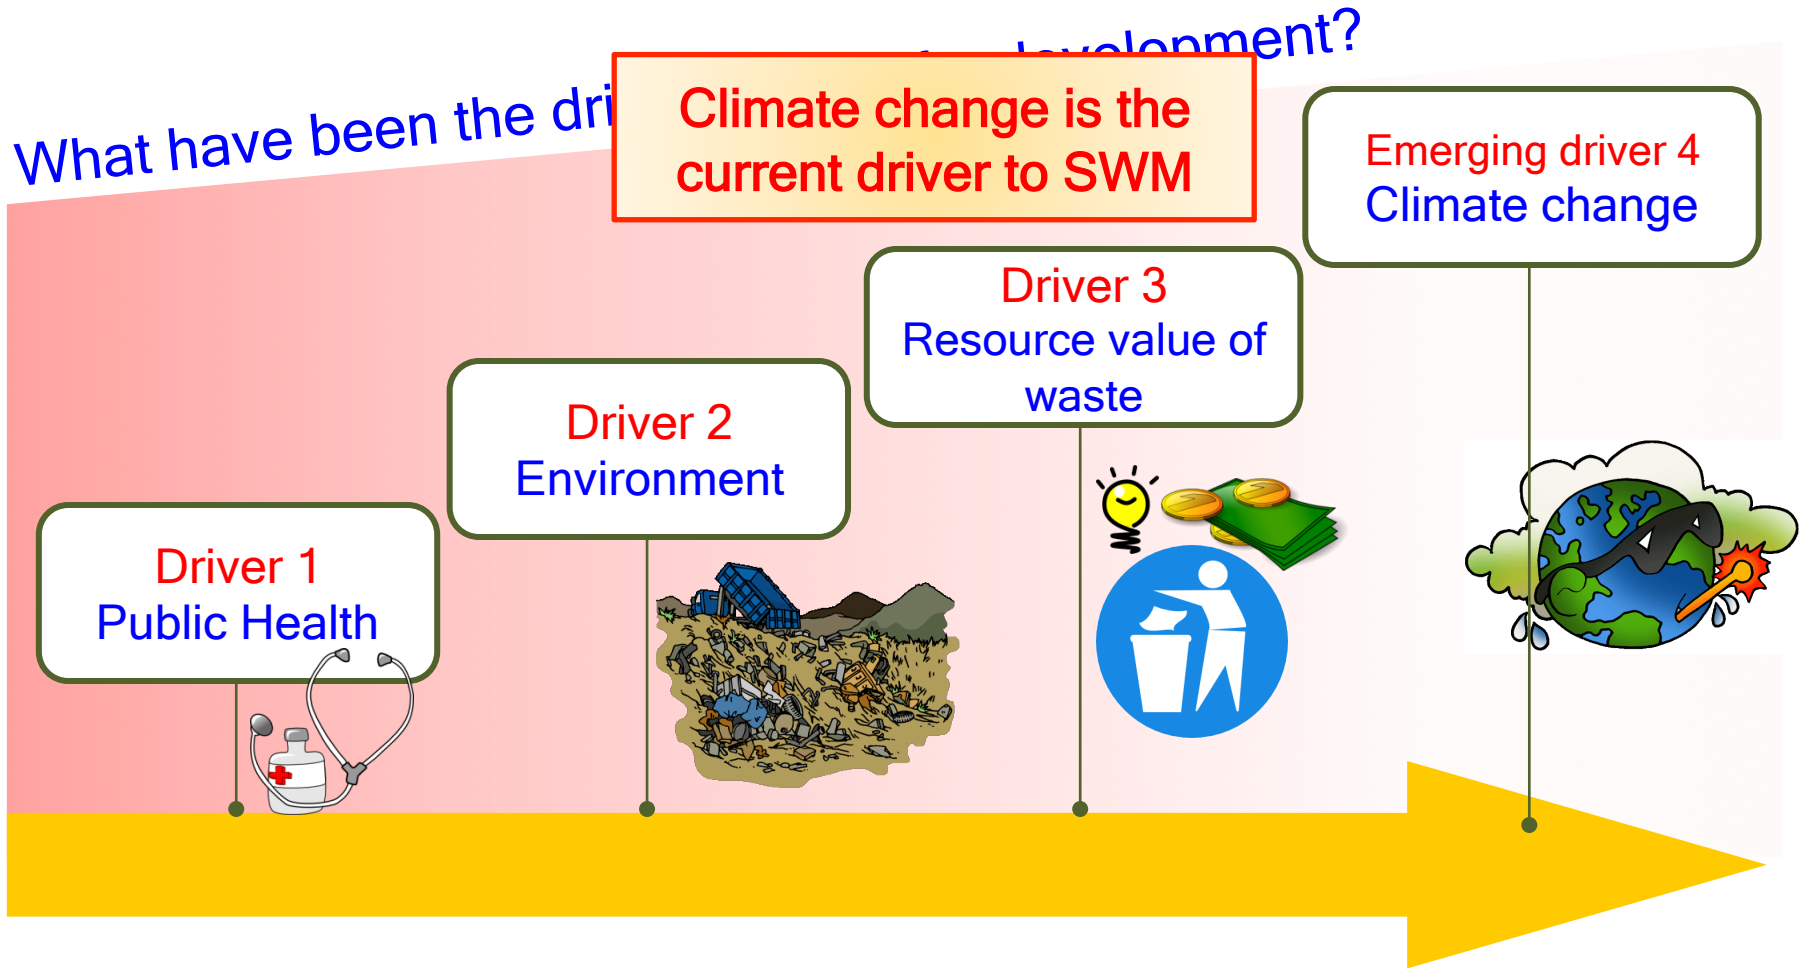 What have been the development?
Climate change is the
current driver to SWM
Emerging driver 4
Climate change
Driver 3
Resource value of
waste
Driver 2
Environment
Driver 1
Public Health